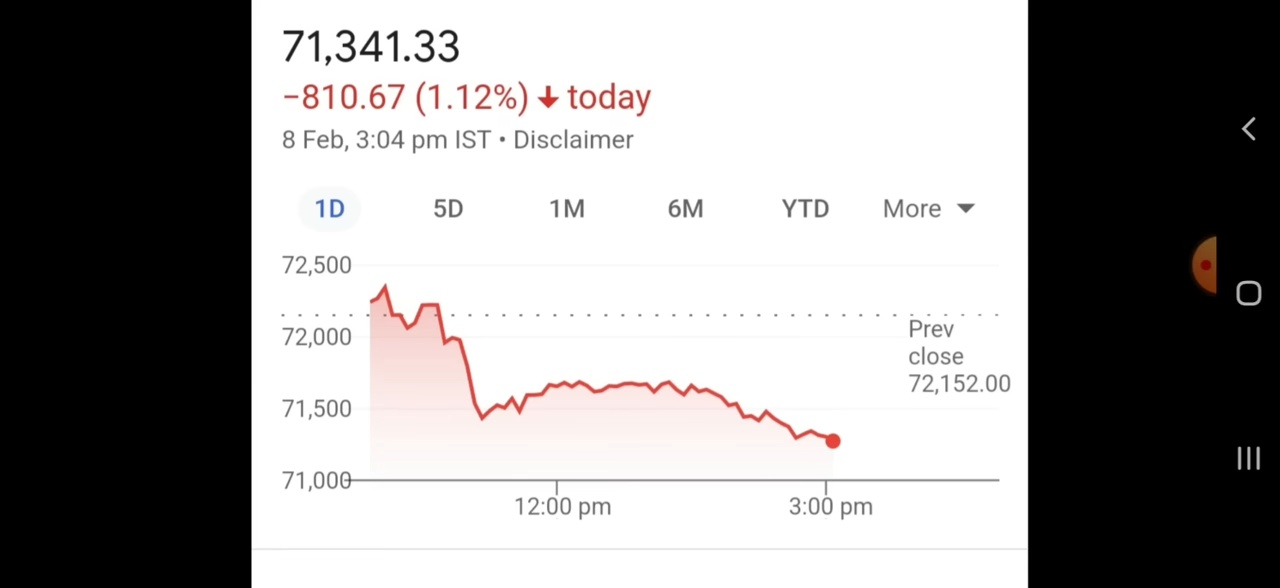 71,341.33
−810.67 (1.12%) ↓ today
8 Feb, 3:04 pm IST • Disclaimer
1D 5D 1M 6M YTD More
72,500
72,000
71,500
71,000
Prev
close
72,152.00
12:00 pm 3:00 pm